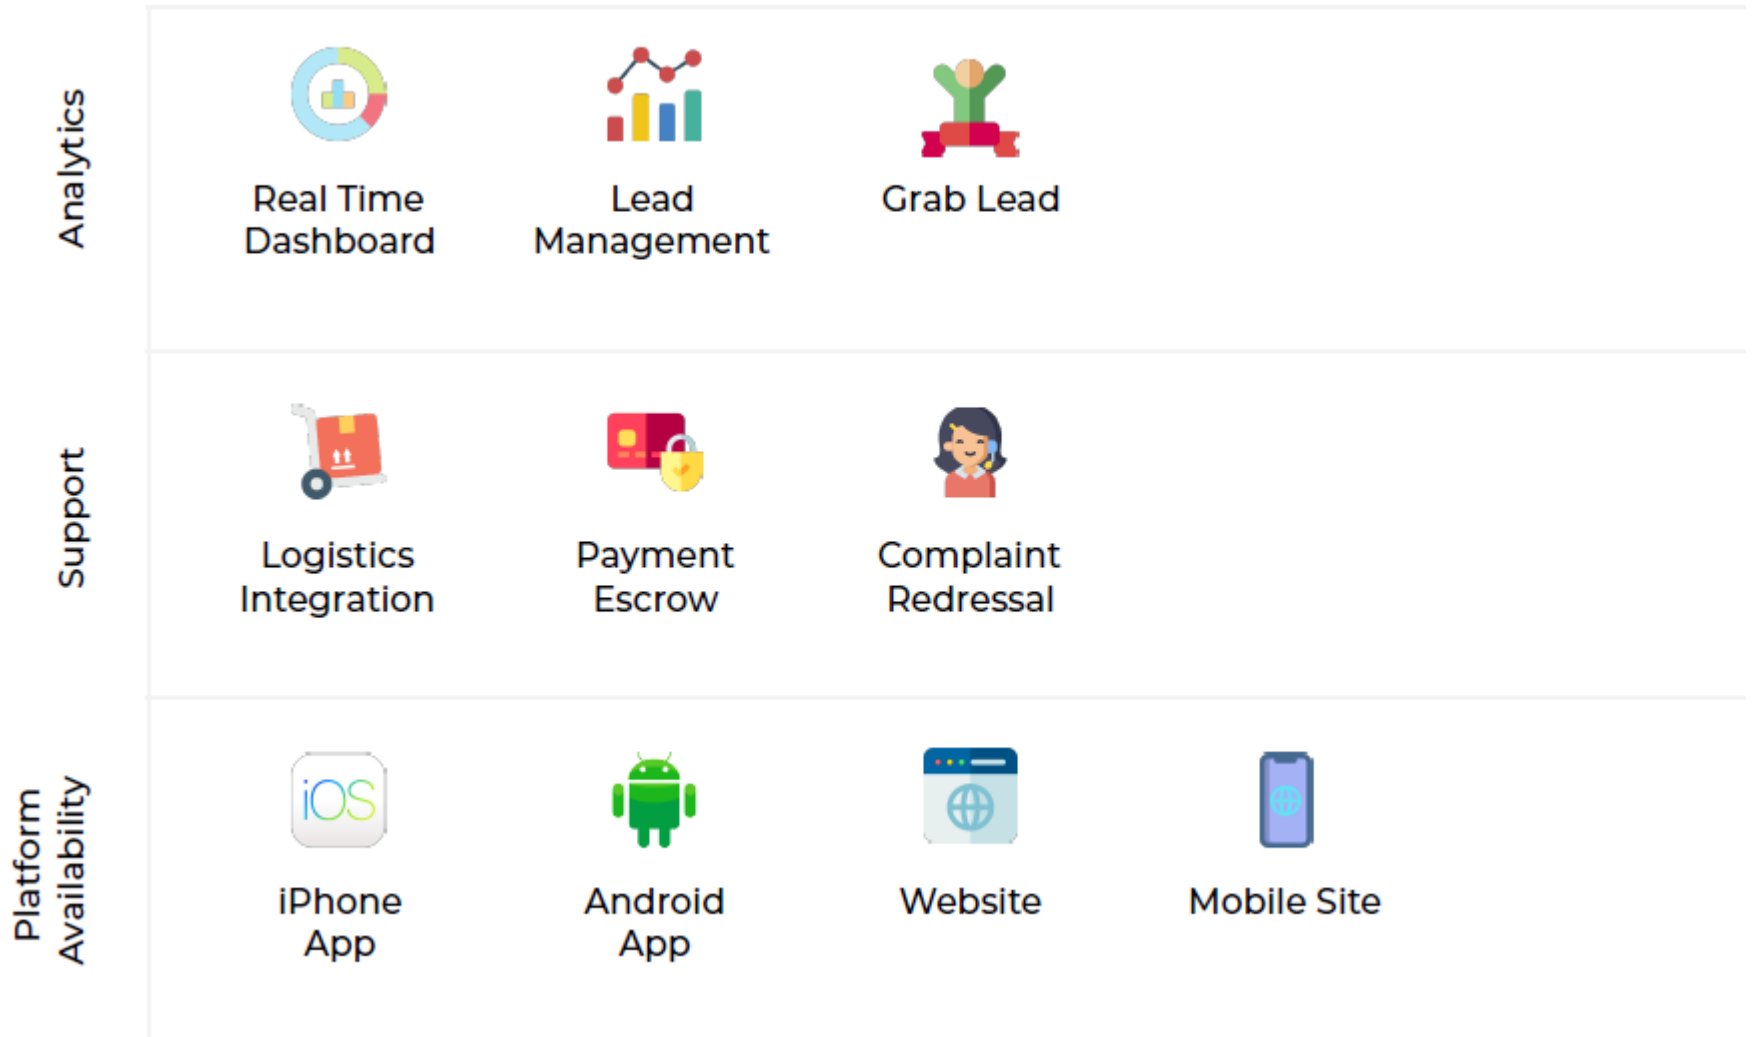 Analytics
Real Time
Dashboard
Lead
Management
Grab Lead
Support
Logistics
Integration
Payment
Escrow
Complaint
Redressal
Platform
Availability
iOS
iPhone
App
Android
App
Website
Mobile Site